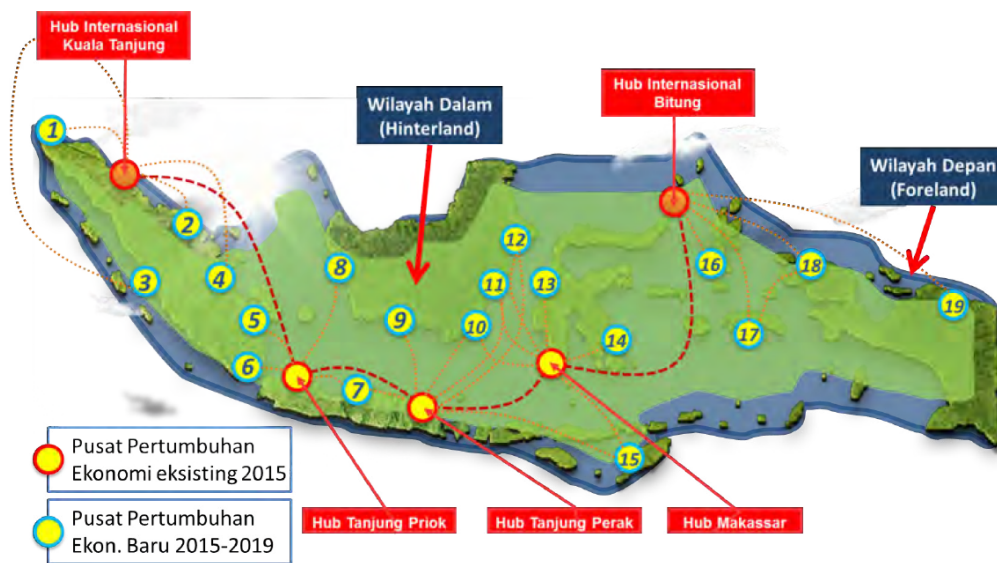 Hub Internasional
Kuala Tanjung
Hub Internasional
Bitung
Wilayah Dalam
(Hinterland)
Wilayah Depan
(Foreland)
1
2
3
4
5
6
7
8
9
10
11
12
13
14
15
16
17
18
19
Pusat Pertumbuhan
Ekonomi eksisting 2015
Pusat Pertumbuhan
Ekon. Baru 2015-2019
Hub Tanjung Priok
Hub Tanjung Perak
Hub Makassar